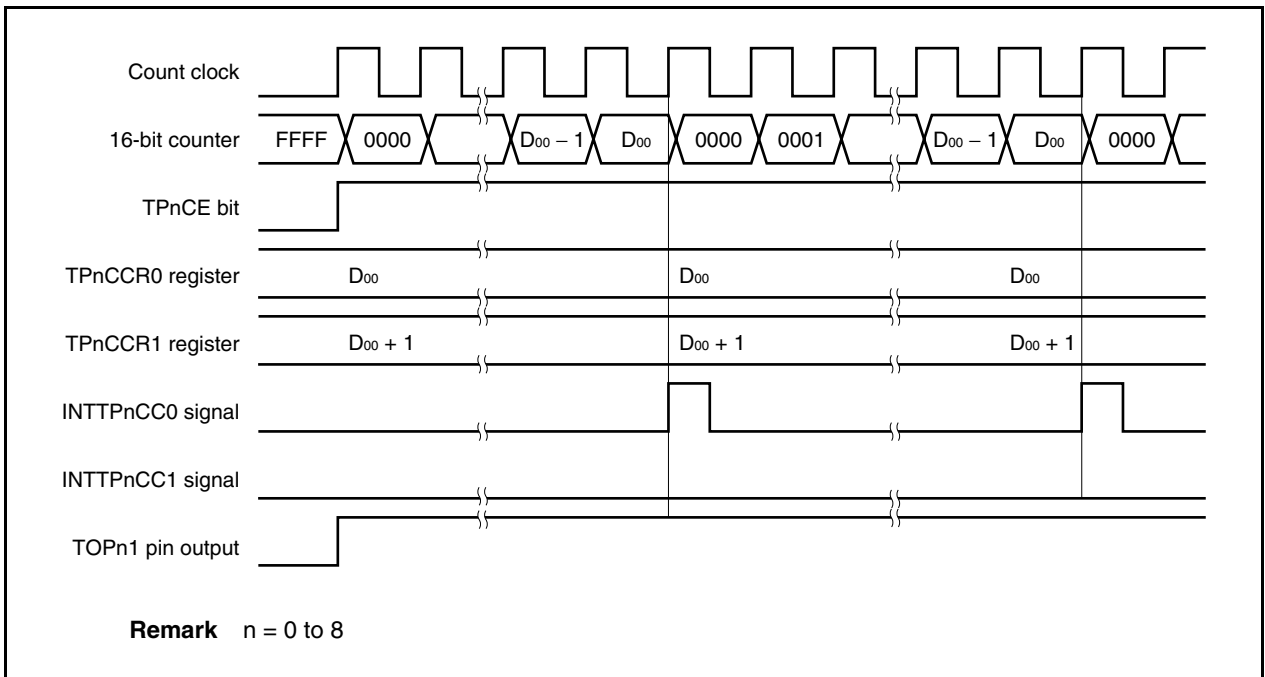 Count clock
16-bit counter FFFF 0000 D00 − 1 D00 0000 0001 D00 − 1 D00 0000
TPnCE bit
TPnCCR0 register D00 D00 D00
TPnCCR1 register D00 + 1 D00 + 1 D00 + 1
INTTPnCC0 signal
INTTPnCC1 signal
TOPn1 pin output
Remark n = 0 to 8